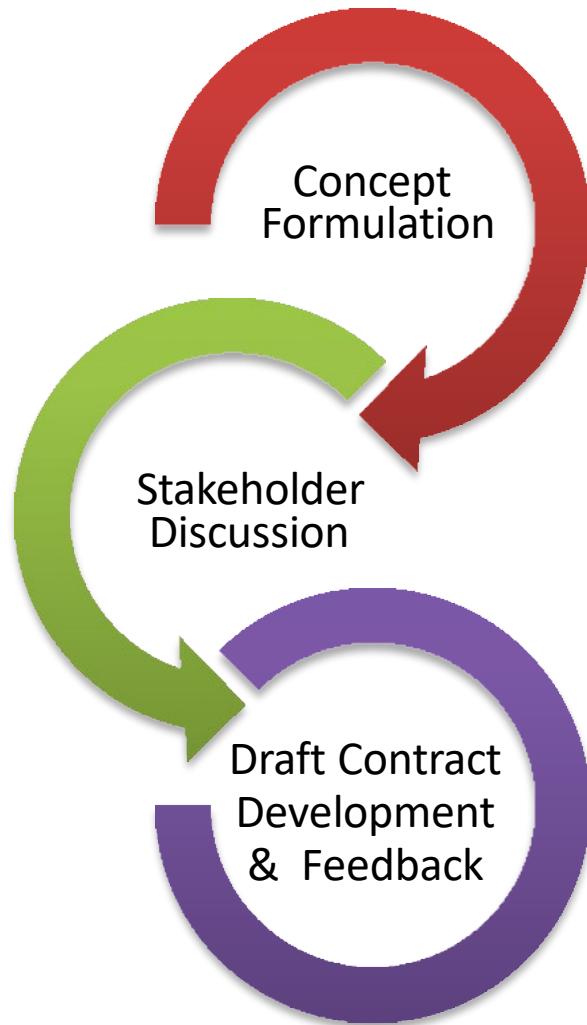 Concept
Formulation
Stakeholder
Discussion
Draft Contract
Development
& Feedback